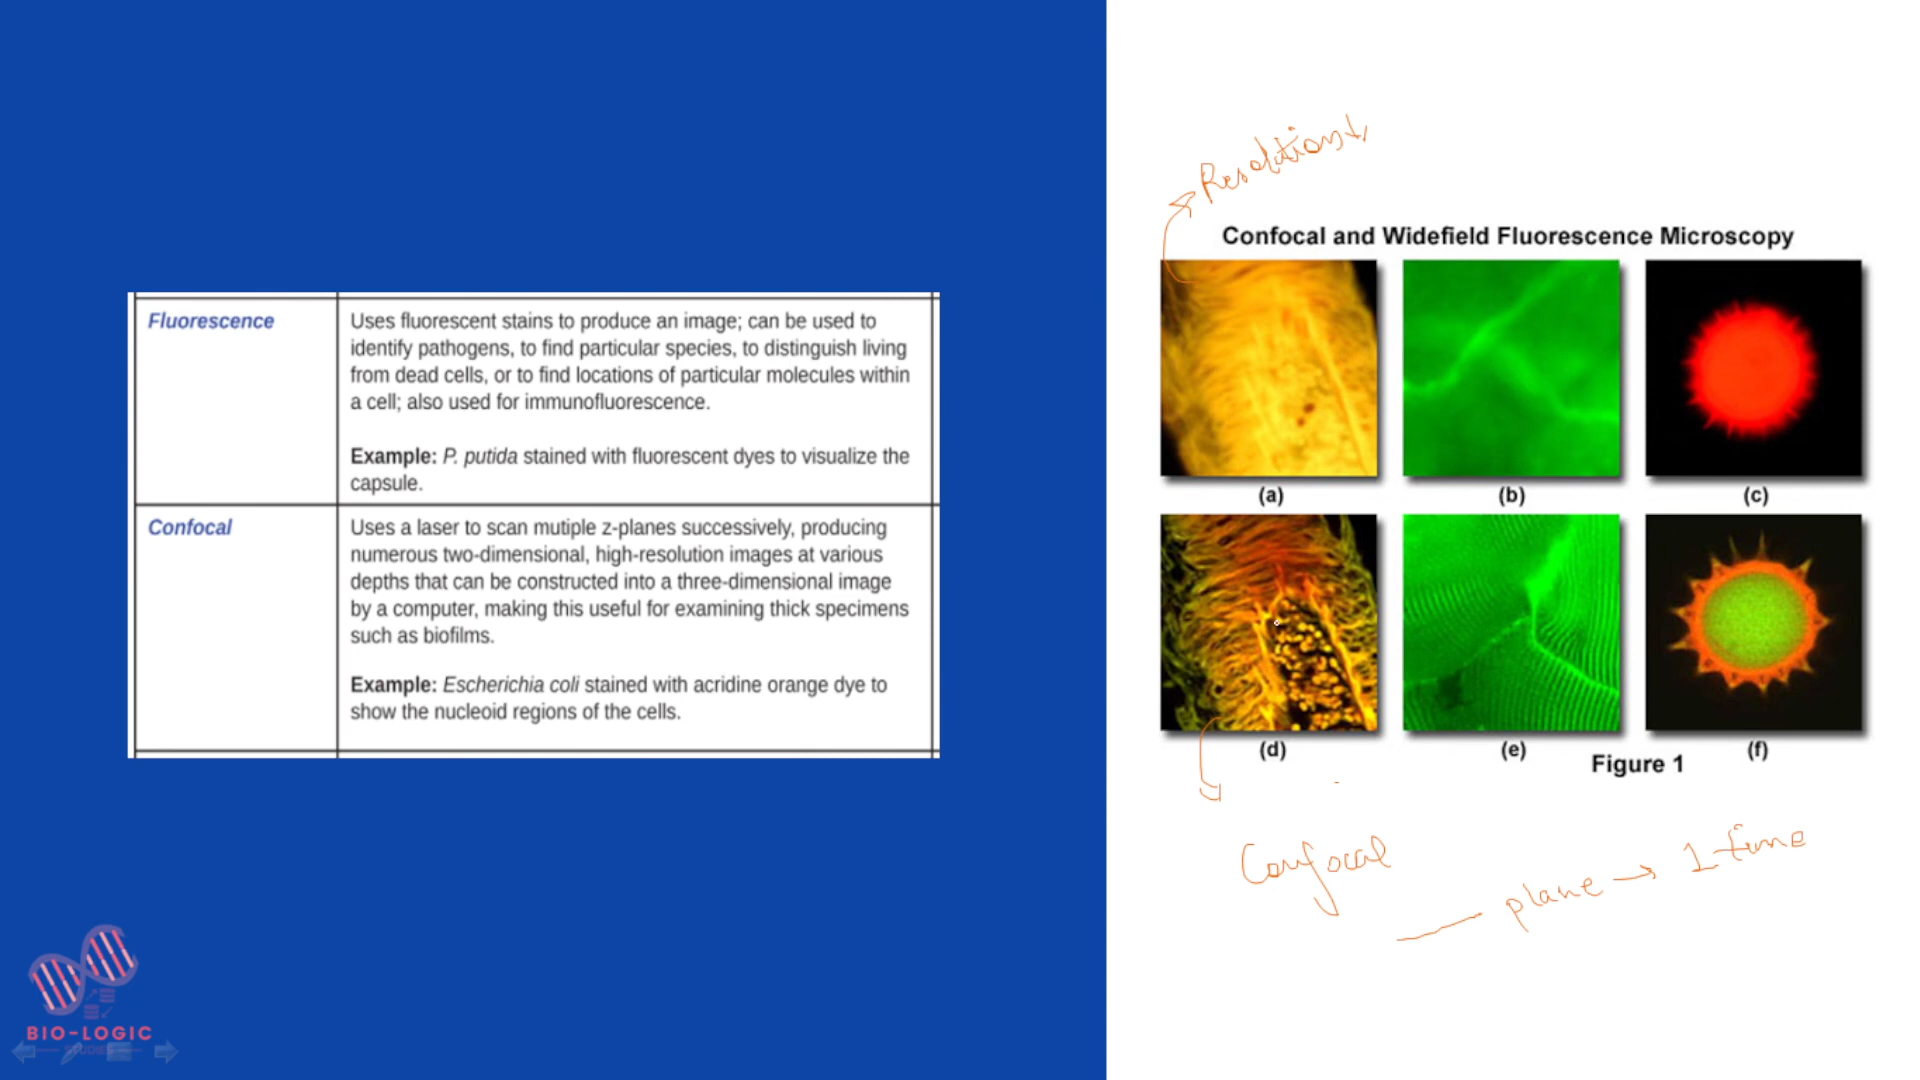 Fluorescence
Uses fluorescent stains to produce an image; can be used to
identify pathogens, to find particular species, to distinguish living
from dead cells, or to find locations of particular molecules within
a cell; also used for immunofluorescence.
Example: P. putida stained with fluorescent dyes to visualize the
capsule.
Confocal
Uses a laser to scan mutiple z-planes successively, producing
numerous two-dimensional, high-resolution images at various
depths that can be constructed into a three-dimensional image
by a computer, making this useful for examining thick specimens
such as biofilms.
Example: Escherichia coli stained with acridine orange dye to
show the nucleoid regions of the cells.
BIO-LOGIC
STUDIES
Resolution ↓
Confocal and Widefield Fluorescence Microscopy
(a) (b) (c)
(d) (e) (f)
Figure 1
Confocal
plane → 1 time